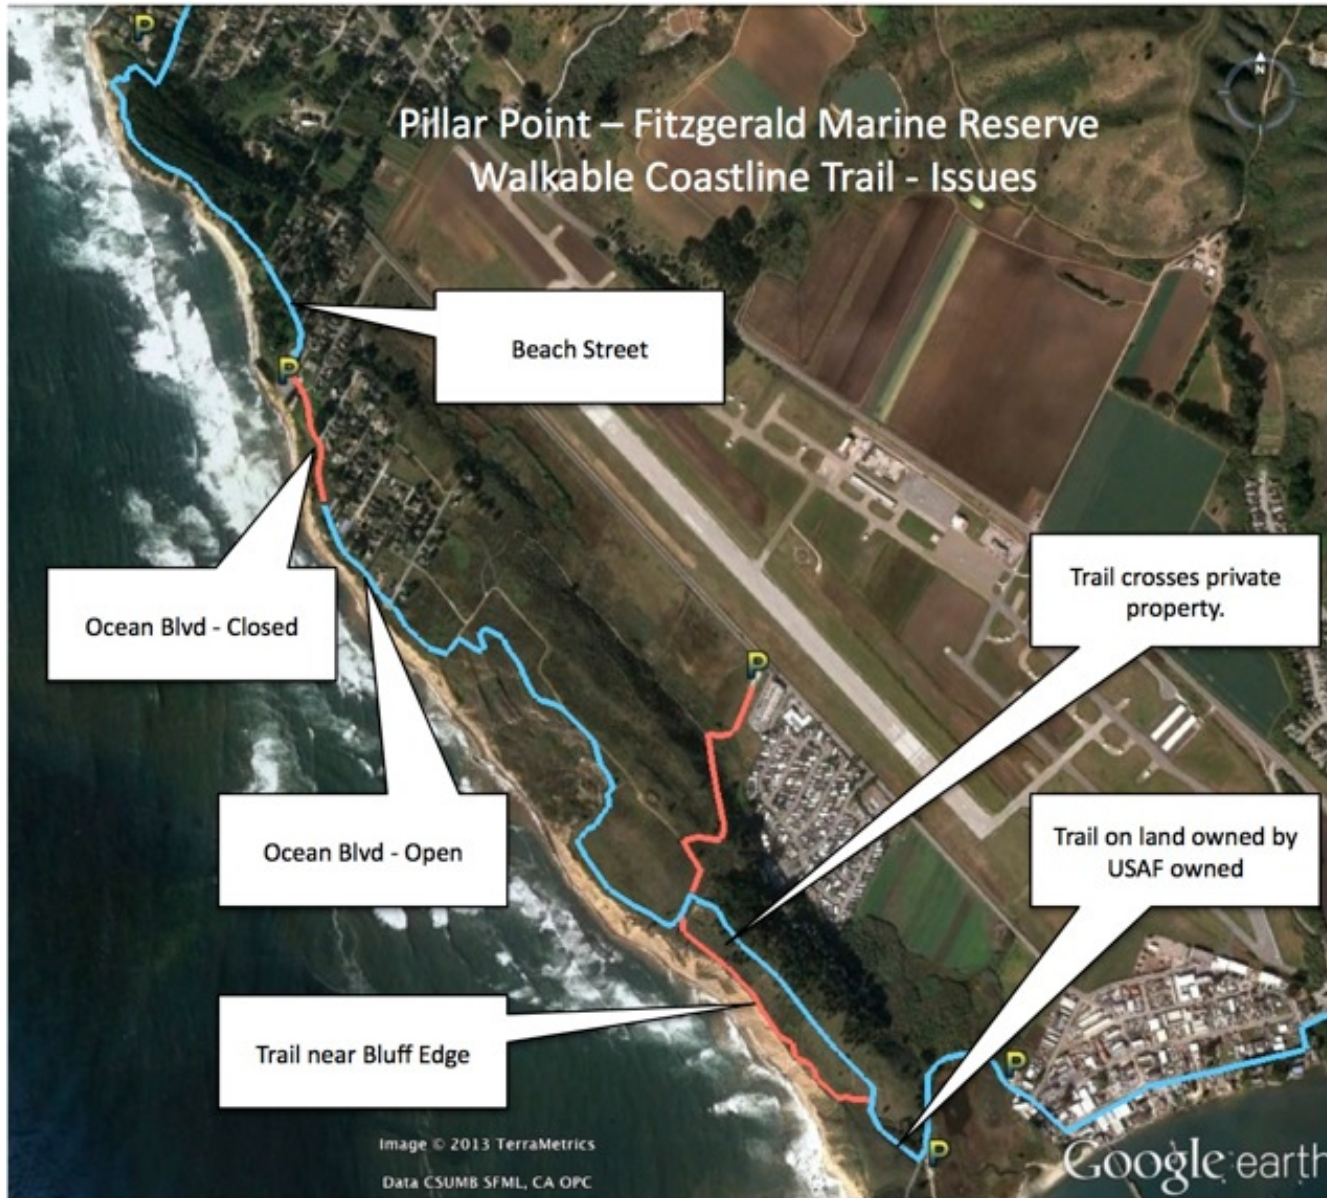 P
N
Pillar Point – Fitzgerald Marine Reserve
Walkable Coastline Trail - Issues
Beach Street
P
Ocean Blvd - Closed
Trail crosses private
property.
P
Ocean Blvd - Open
Trail on land owned by
USAF owned
Trail near Bluff Edge
P
P
Image © 2013 TerraMetrics
Data CSUMB SFML, CA OPC
Google earth